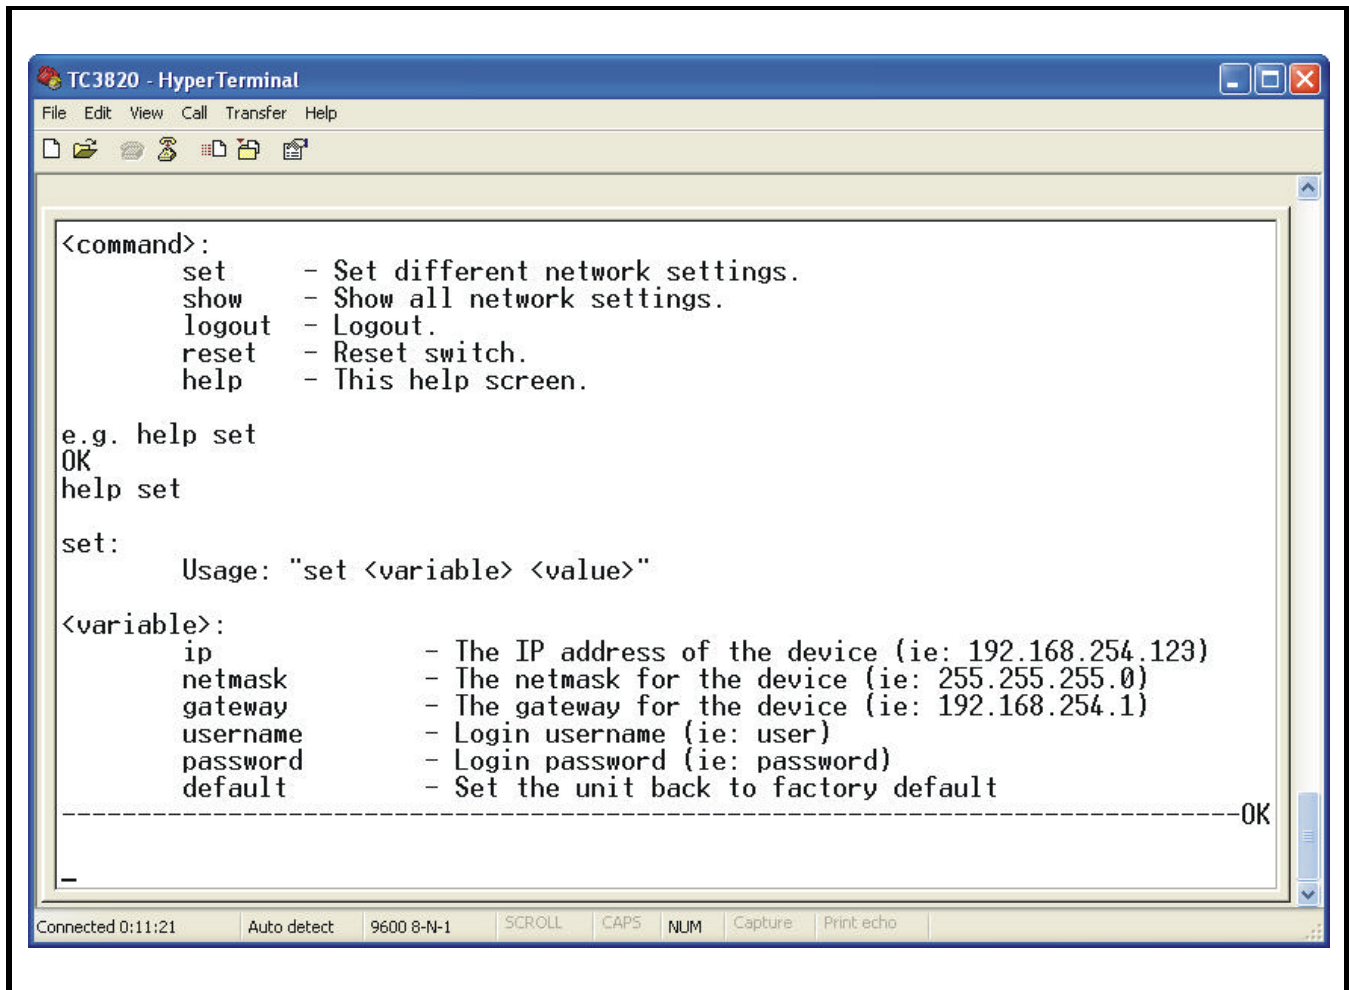 TC3820 - HyperTerminal
File Edit View Call Transfer Help
<command>:
set - Set different network settings.
show - Show all network settings.
logout - Logout.
reset - Reset switch.
help - This help screen.
e.g. help set
OK
help set
set:
Usage: "set <variable> <value>"
<variable>:
ip - The IP address of the device (ie: 192.168.254.123)
netmask - The netmask for the device (ie: 255.255.255.0)
gateway - The gateway for the device (ie: 192.168.254.1)
username - Login username (ie: user)
password - Login password (ie: password)
default - Set the unit back to factory default
------------------------------------------------------------------------------OK
_
Connected 0:11:21 Auto detect 9600 8-N-1 SCROLL CAPS NUM Capture Print echo